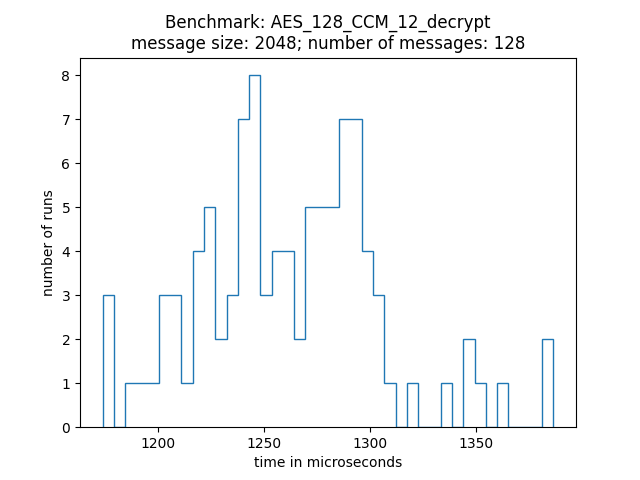 Benchmark: AES_128_CCM_12_decrypt
message size: 2048; number of messages: 128
8
7
6
5
4
3
2
1
0
number of runs
1200 1250 1300 1350
time in microseconds